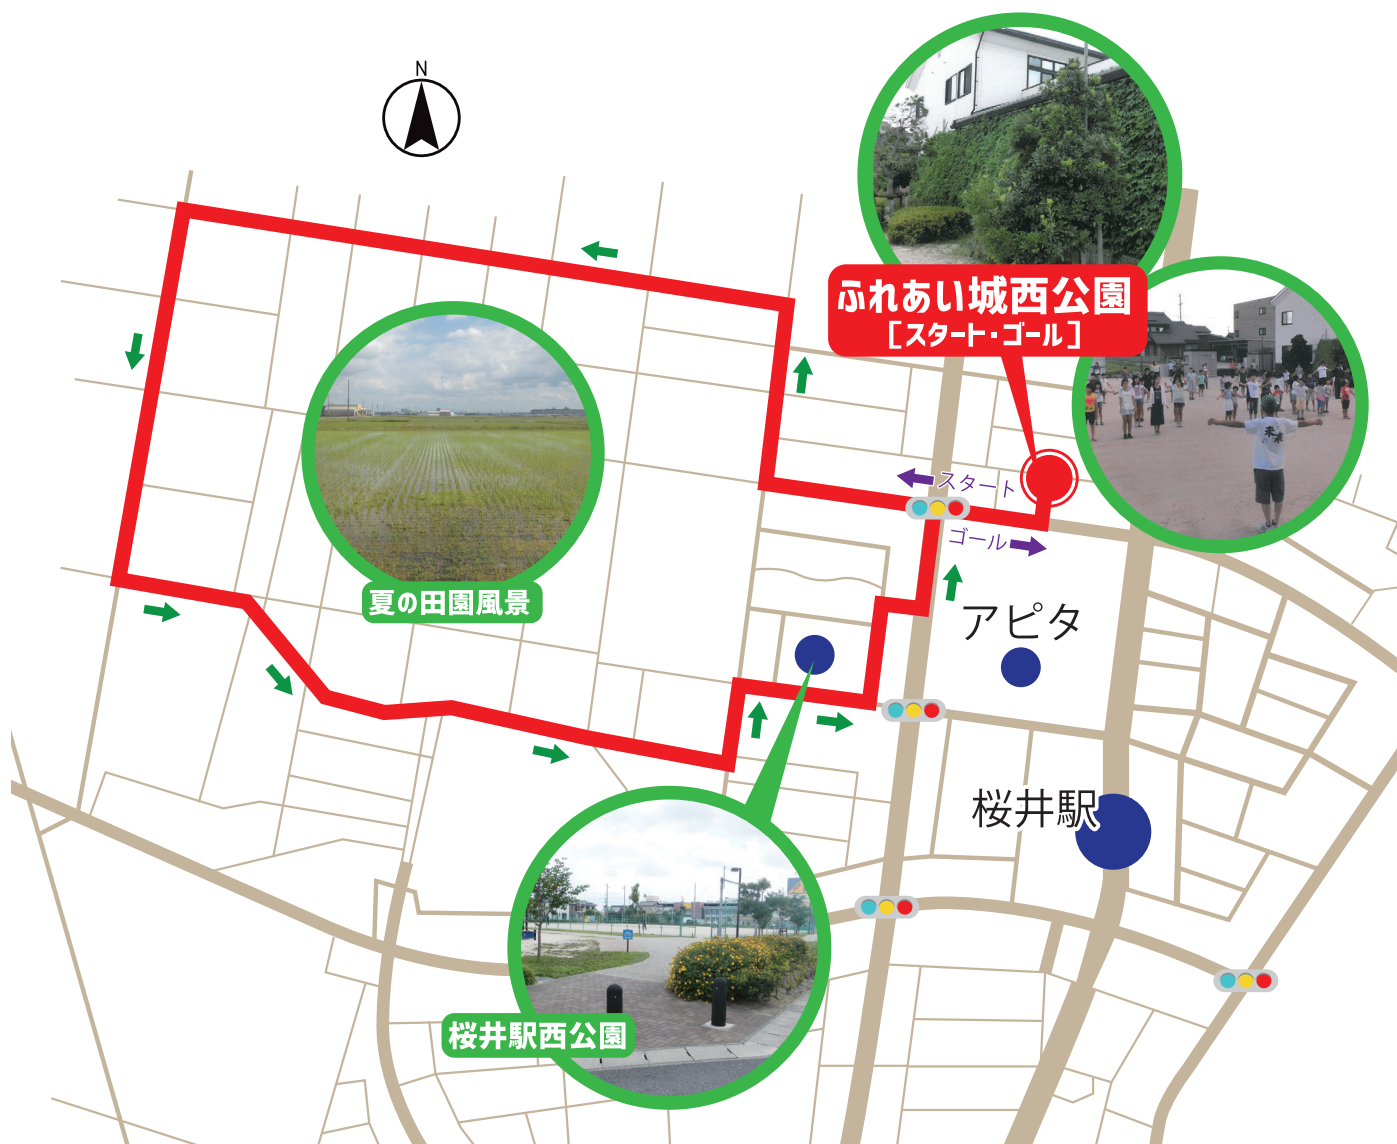 N
ふれあい城西公園
[スタート・ゴール]
スタート
ゴール
アピタ
夏の田園風景
桜井駅
桜井駅西公園